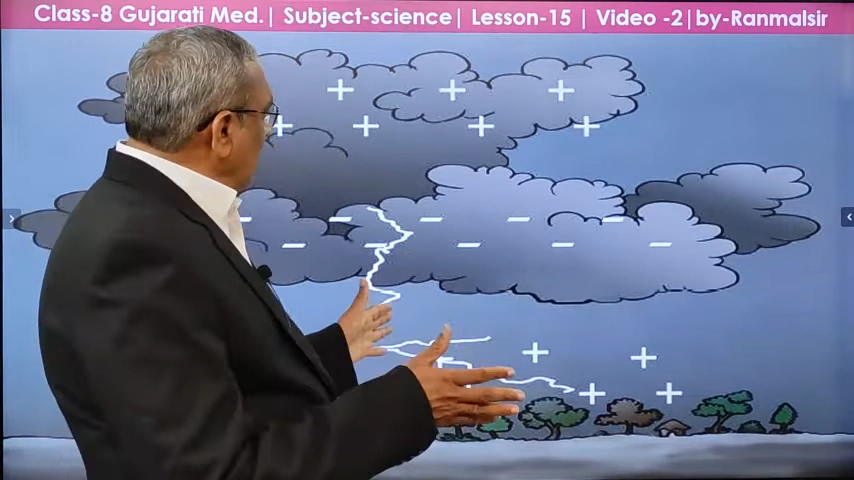 Class-8 Gujarati Med.| Subject-science| Lesson-15 | Video -2|by-Ranmalsir
+ + +
+ + + +
- - - - -
- - - - -
+ +
+ +